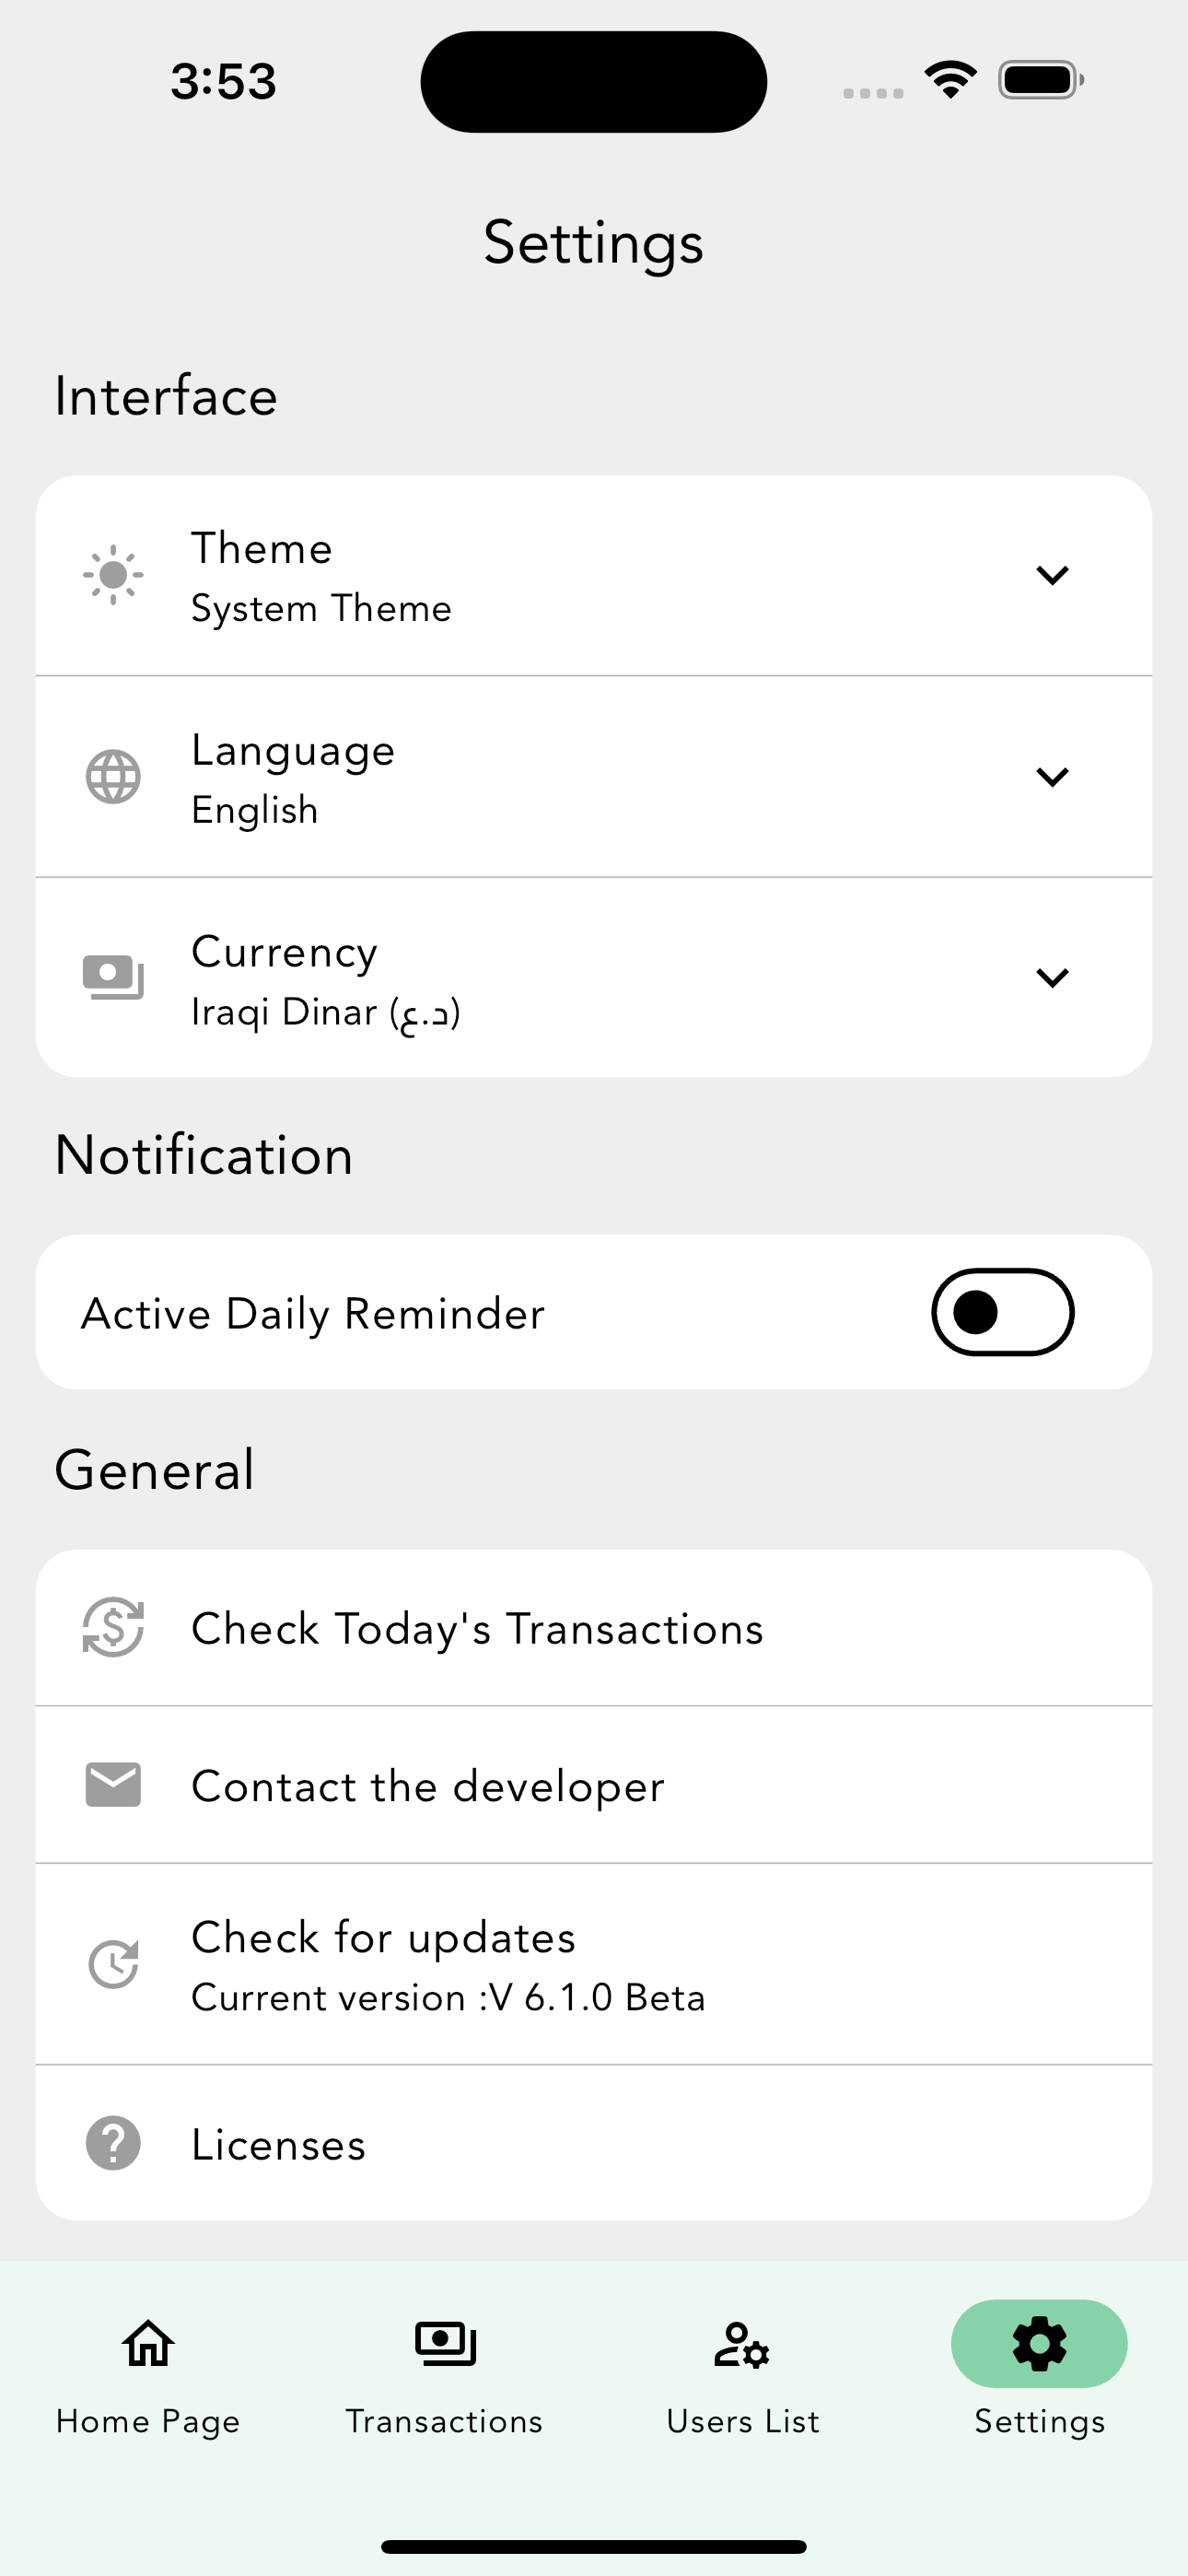 3:53
Settings
Interface
Theme
System Theme
Language
English
Currency
Iraqi Dinar (د.ع)
Notification
Active Daily Reminder
General
Check Today's Transactions
Contact the developer
Check for updates
Current version :V 6.1.0 Beta
Licenses
Home Page
Transactions
Users List
Settings